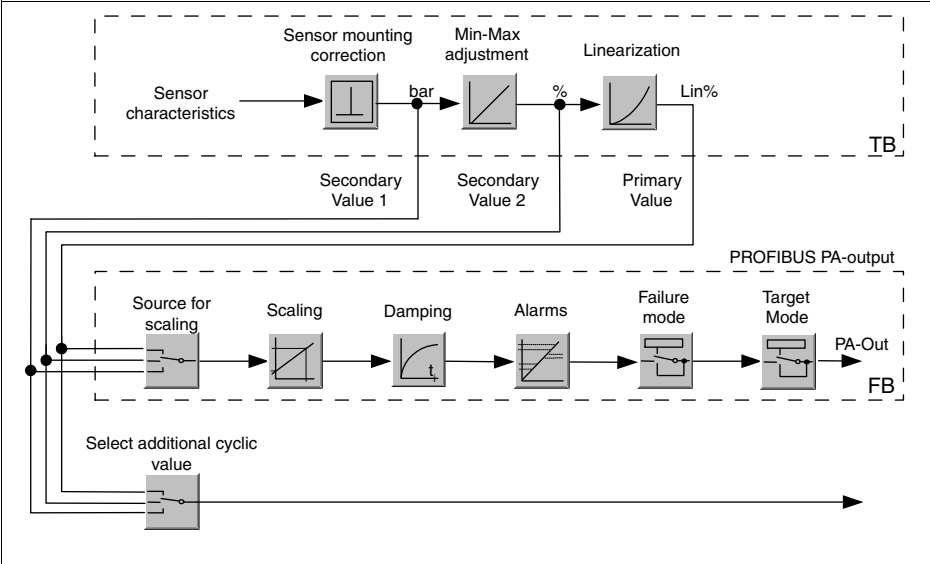 Sensor mounting
correction
Min-Max
adjustment
Linearization
Sensor
characteristics
bar
%
Lin%
TB
Secondary
Value 1
Secondary
Value 2
Primary
Value
PROFIBUS PA-output
Source for
scaling
Scaling
Damping
Alarms
Failure
mode
Target
Mode
t
PA-Out
FB
Select additional cyclic
value